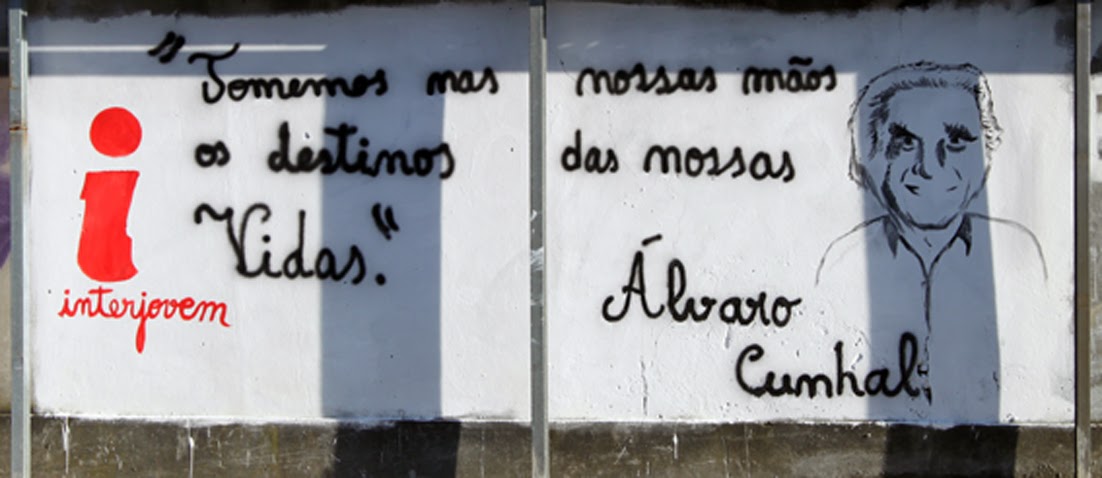 "Tomemos nas nossas mãos
os destinos das nossas
Vidas."
Álvaro
Cunhal.
i
interjovem